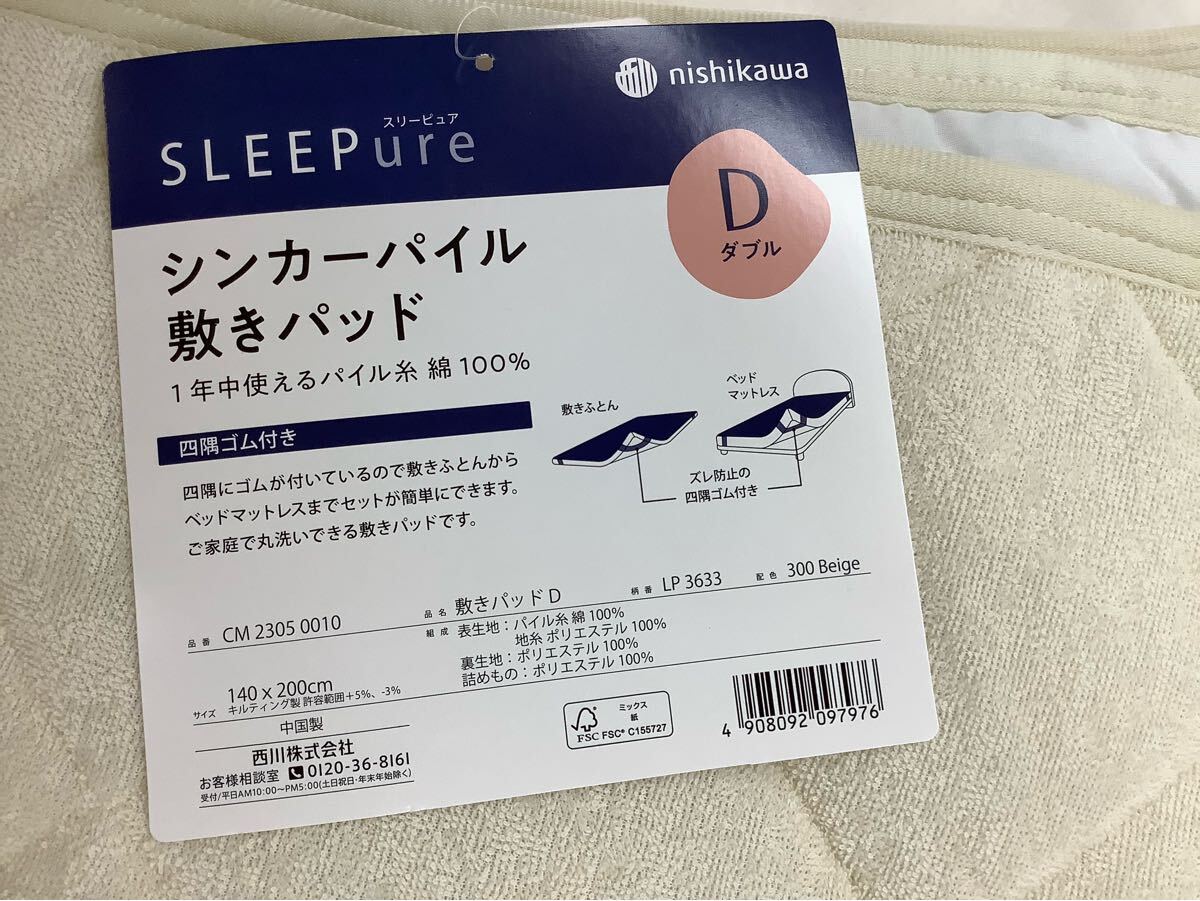 nishikawa
スリーピュア
SLEEPure
D
ダブル
シンカーパイル
敷きパッド
1年中使えるパイル糸 綿100%
四隅ゴム付き
四隅にゴムが付いているので敷きふとんから
ベッドマットレスまでセットが簡単にできます。
ご家庭で丸洗いできる敷きパッドです。
敷きふとん
ベッド
マットレス
ズレ防止の
四隅ゴム付き
品番 CM 2305 0010 品名 敷きパッド D 柄番 LP 3633 配色 300 Beige
組成 表生地：パイル糸 綿 100%
地糸 ポリエステル 100%
裏生地：ポリエステル 100%
詰めもの：ポリエステル 100%
サイズ 140 x 200cm
キルティング製 許容範囲+5%、-3%
中国製
西川株式会社
お客様相談室 0120-36-8161
受付/平日AM10:00〜PM5:00(土日祝日・年末年始除く)
ミックス
紙
FSC FSC® C155727
4 908092 097976